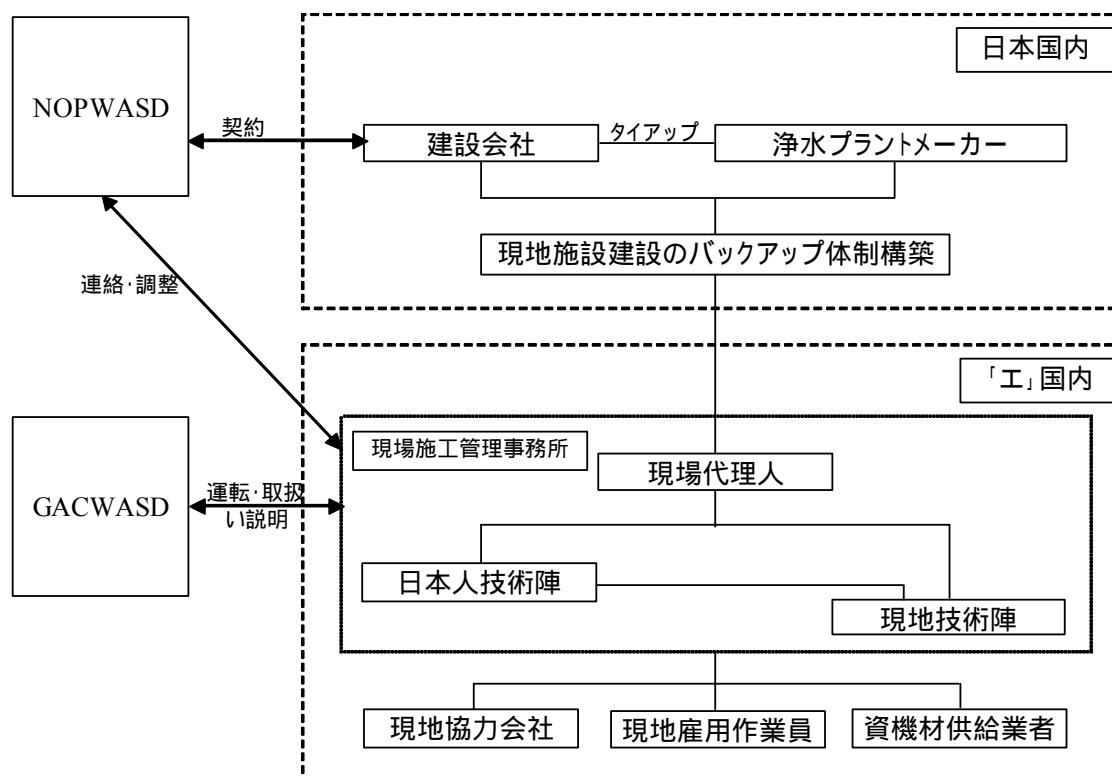 日本国内
NOPWASD
契約
建設会社
タイアップ
浄水プラントメーカー
現地施設建設のバックアップ体制構築
連絡・調整
「エ」国内
現場施工管理事務所
現場代理人
GACWASD
運転・取扱
い説明
日本人技術陣
現地技術陣
現地協力会社
現地雇用作業員
資機材供給業者